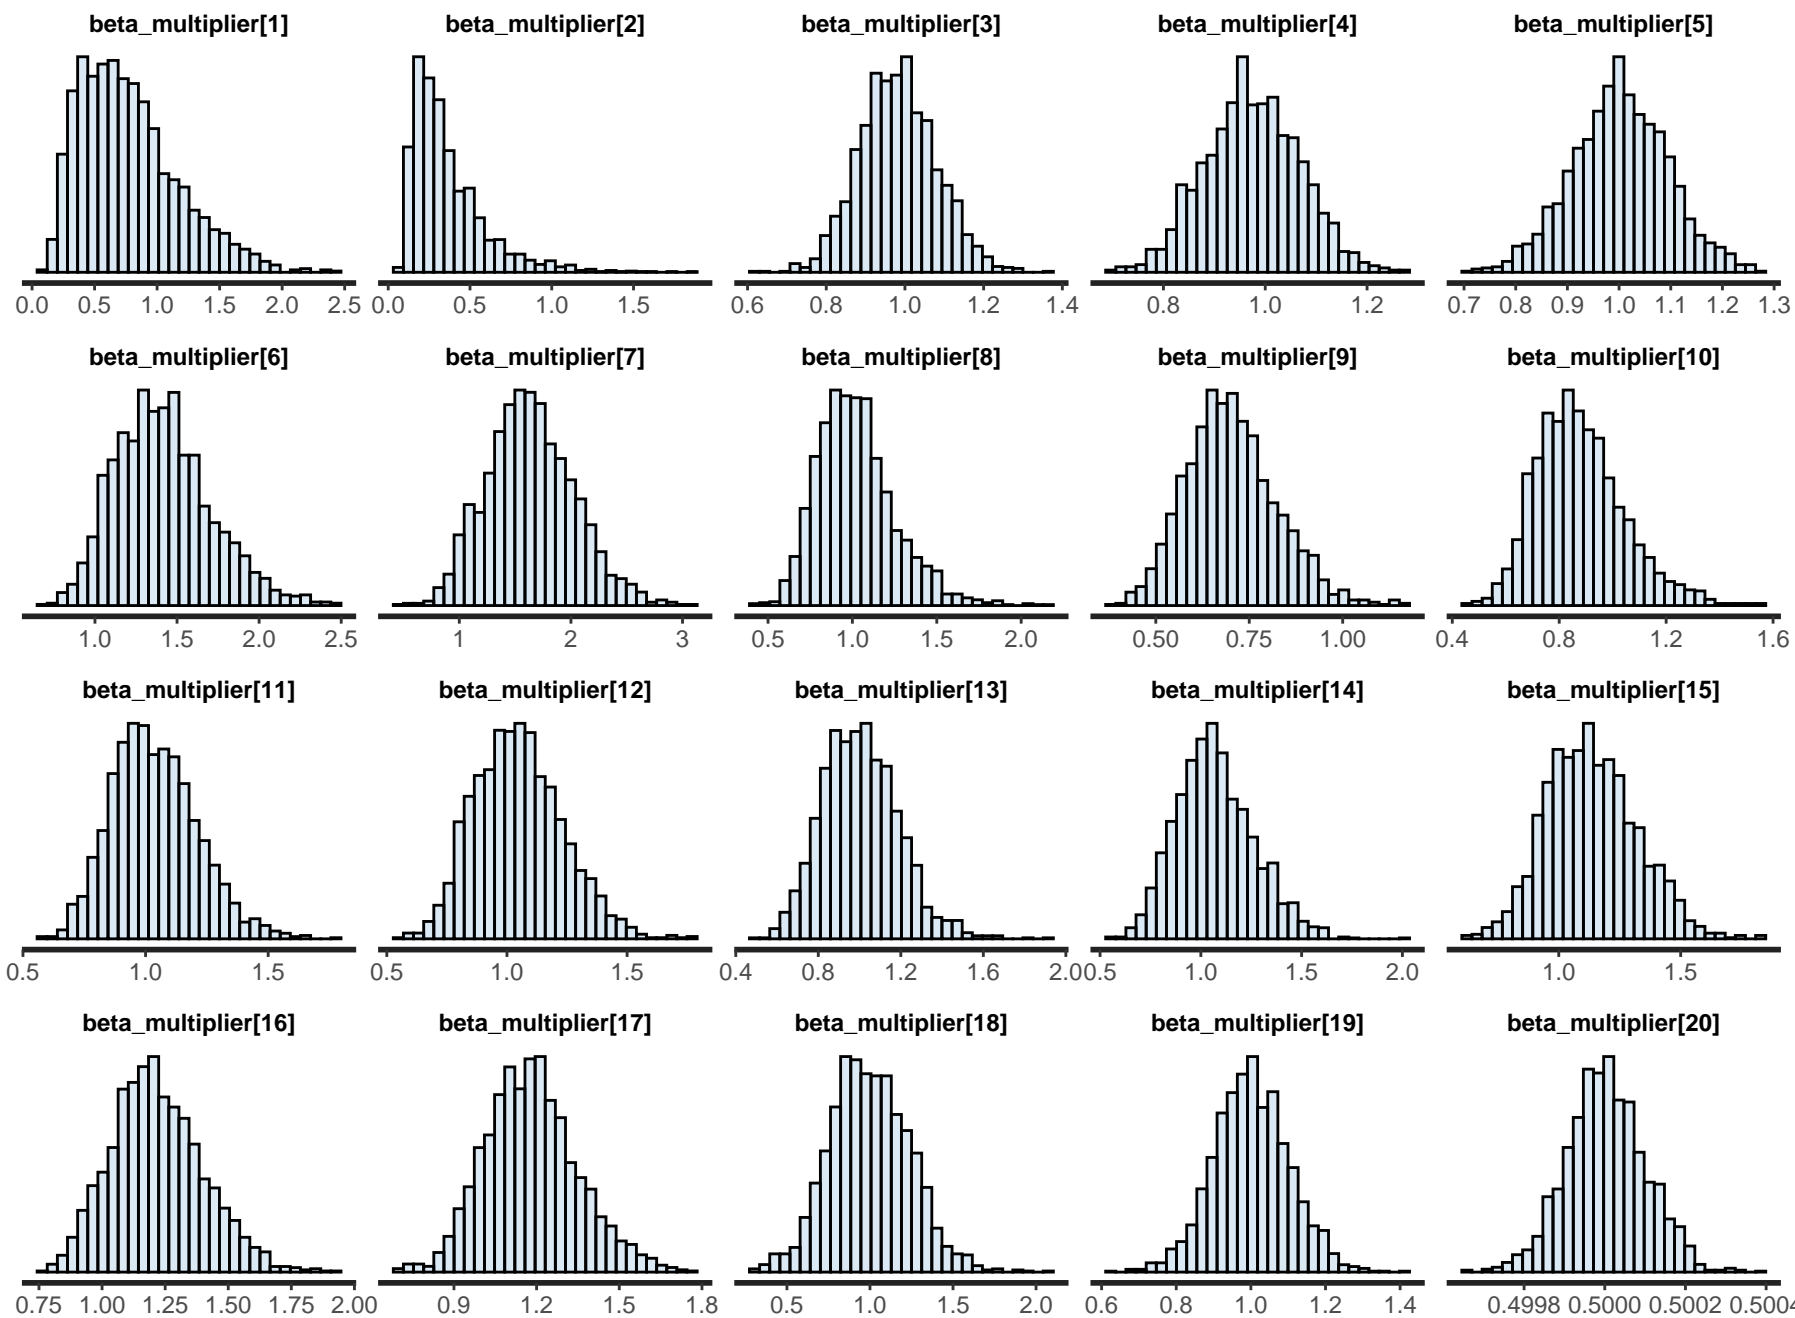 beta_multiplier[1] beta_multiplier[2] beta_multiplier[3] beta_multiplier[4] beta_multiplier[5]
0.0 0.5 1.0 1.5 2.0 2.5 0.0 0.5 1.0 1.5 0.6 0.8 1.0 1.2 1.4 0.8 1.0 1.2 0.7 0.8 0.9 1.0 1.1 1.2 1.3
beta_multiplier[6] beta_multiplier[7] beta_multiplier[8] beta_multiplier[9] beta_multiplier[10]
1.0 1.5 2.0 2.5 1 2 3 0.5 1.0 1.5 2.0 0.50 0.75 1.00 0.4 0.8 1.2 1.6
beta_multiplier[11] beta_multiplier[12] beta_multiplier[13] beta_multiplier[14] beta_multiplier[15]
0.5 1.0 1.5 0.5 1.0 1.5 0.4 0.8 1.2 1.6 2.0 0.5 1.0 1.5 2.0 1.0 1.5
beta_multiplier[16] beta_multiplier[17] beta_multiplier[18] beta_multiplier[19] beta_multiplier[20]
0.75 1.00 1.25 1.50 1.75 2.00 0.9 1.2 1.5 1.8 0.5 1.0 1.5 2.0 0.6 0.8 1.0 1.2 1.4 0.4998 0.5000 0.5002 0.5004